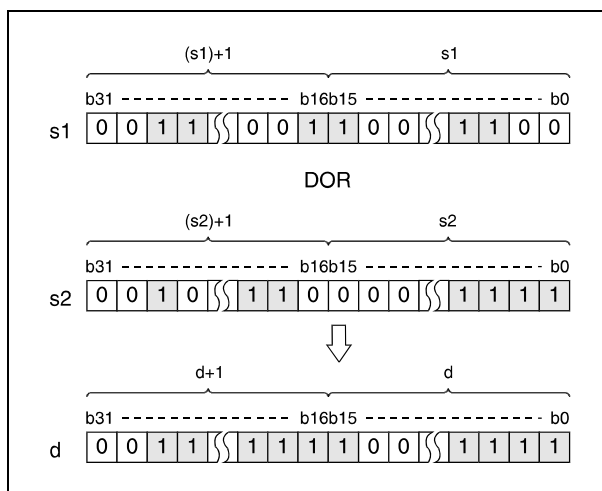 (s1)+1 s1
b31 b16b15 b0
s1 0 0 1 1 0 0 1 1 0 0 1 1 0 0
DOR
(s2)+1 s2
b31 b16b15 b0
s2 0 0 1 0 1 1 0 0 0 0 1 1 1 1
d+1 d
b31 b16b15 b0
d 0 0 1 1 1 1 1 1 0 0 1 1 1 1